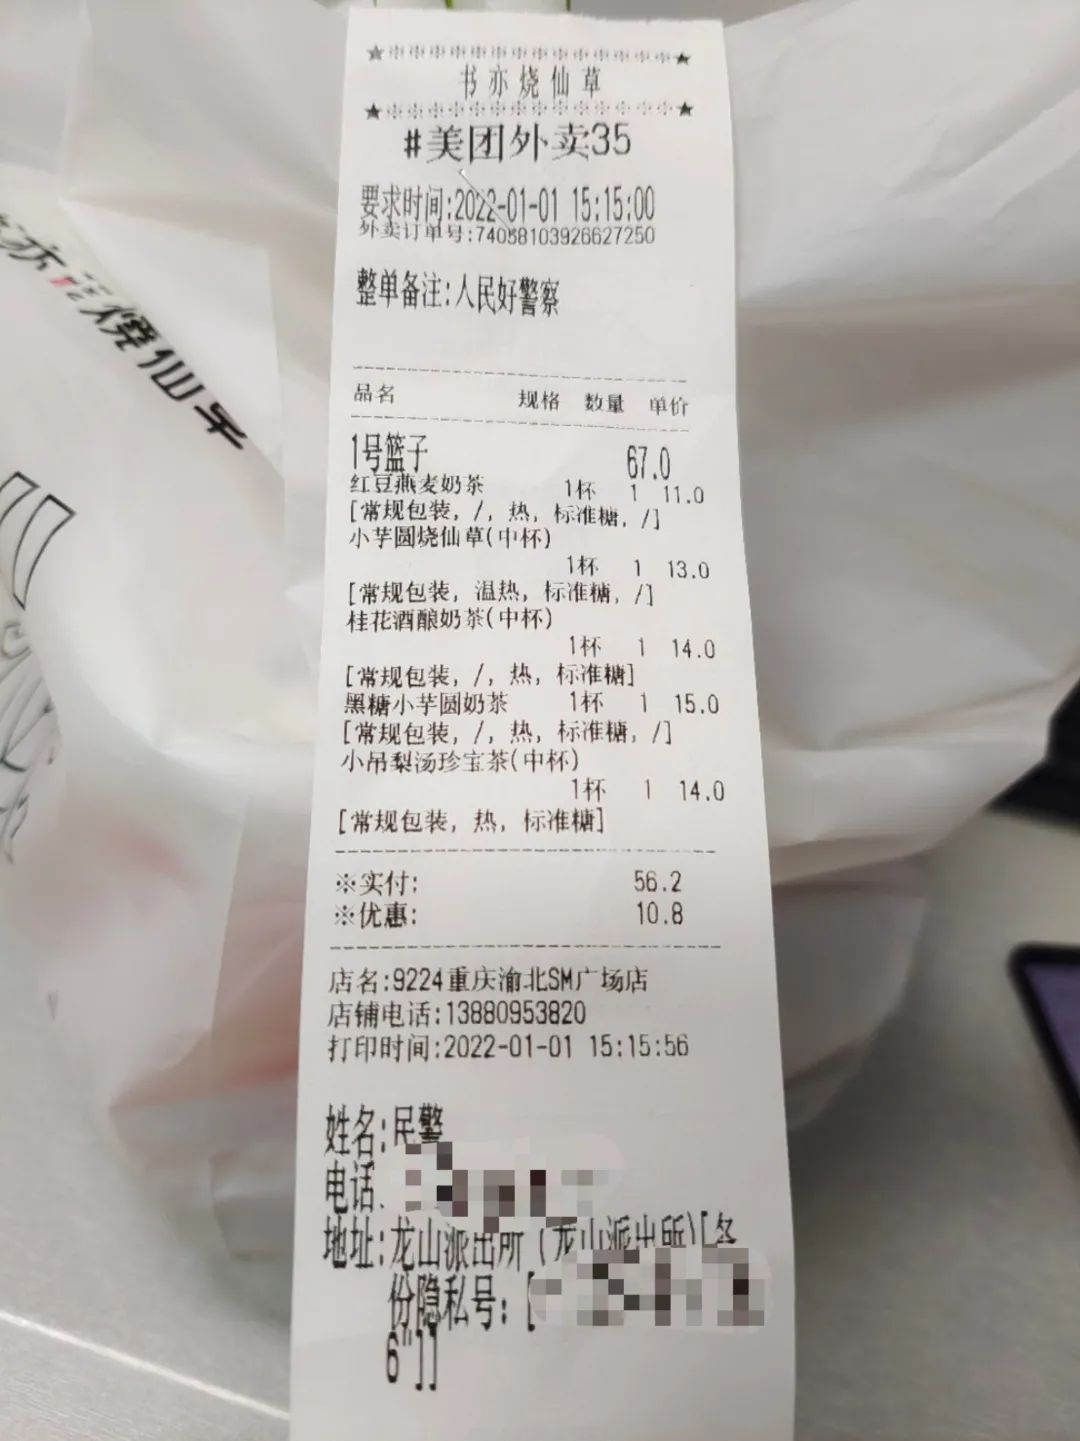 书亦烧仙草
#美团外卖35
要求时间:2022-01-01 15:15:00
外卖订单号:74058103926627250
整单备注:人民好警察
品名 规格 数量 单价
1号篮子 67.0
红豆燕麦奶茶 1杯 1 11.0
[常规包装, /, 热, 标准糖, /]
小芋圆烧仙草(中杯)
1杯 1 13.0
[常规包装, 温热, 标准糖, /]
桂花酒酿奶茶(中杯)
1杯 1 14.0
[常规包装, /, 热, 标准糖]
黑糖小芋圆奶茶 1杯 1 15.0
[常规包装, /, 热, 标准糖, /]
小吊梨汤珍宝茶(中杯)
1杯 1 14.0
[常规包装, 热, 标准糖]
※实付: 56.2
※优惠: 10.8
店名:9224重庆渝北SM广场店
店铺电话:13880953820
打印时间:2022-01-01 15:15:56
姓名:民警
电话
地址:龙山派出所(龙山派出所)[备
份隐私号:[
6"]]
烧仙草